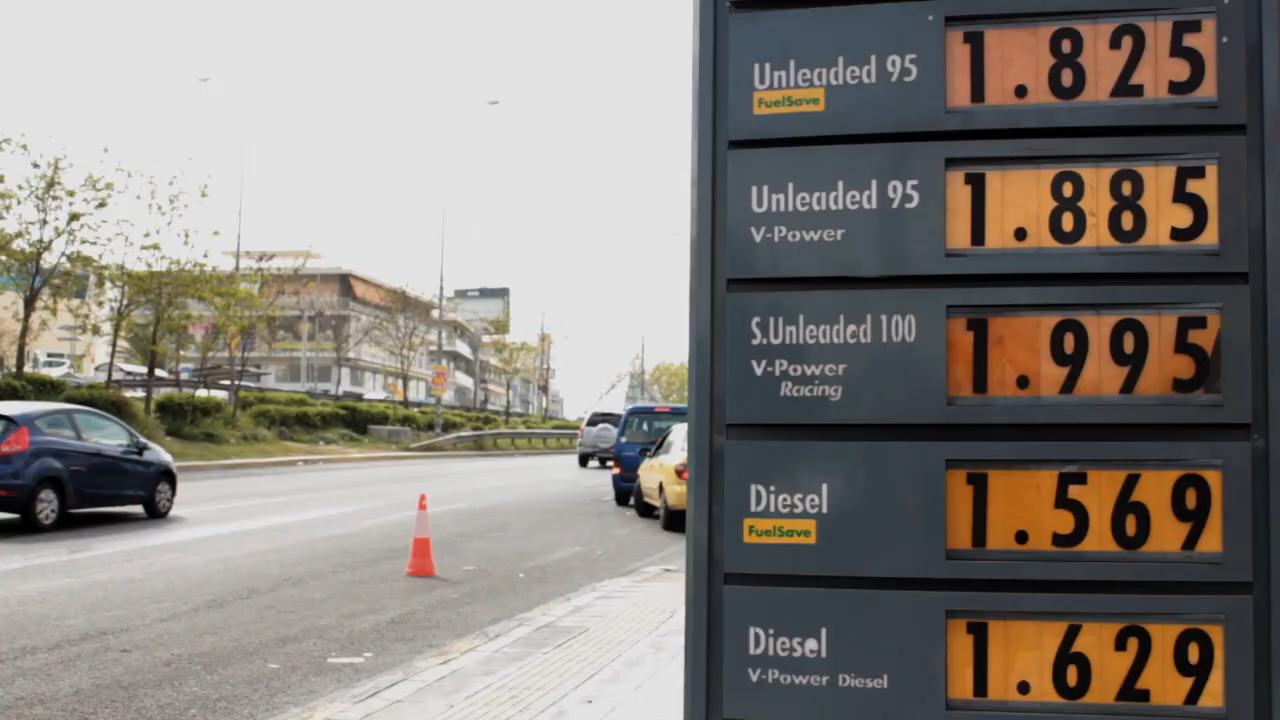 Unleaded 95 1.825
FuelSave
Unleaded 95 1.885
V-Power
S.Unleaded 100 1.995
V-Power
Racing
Diesel 1.569
FuelSave
Diesel 1.629
V-Power Diesel